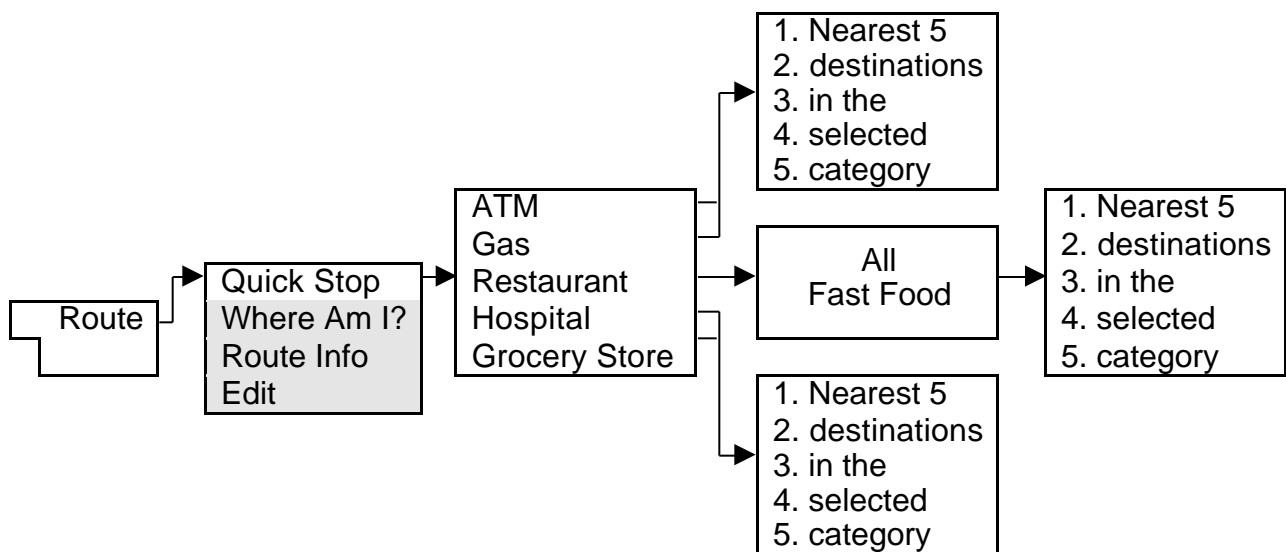 Route
Quick Stop
Where Am I?
Route Info
Edit
ATM
Gas
Restaurant
Hospital
Grocery Store
1. Nearest 5
2. destinations
3. in the
4. selected
5. category
All
Fast Food
1. Nearest 5
2. destinations
3. in the
4. selected
5. category
1. Nearest 5
2. destinations
3. in the
4. selected
5. category